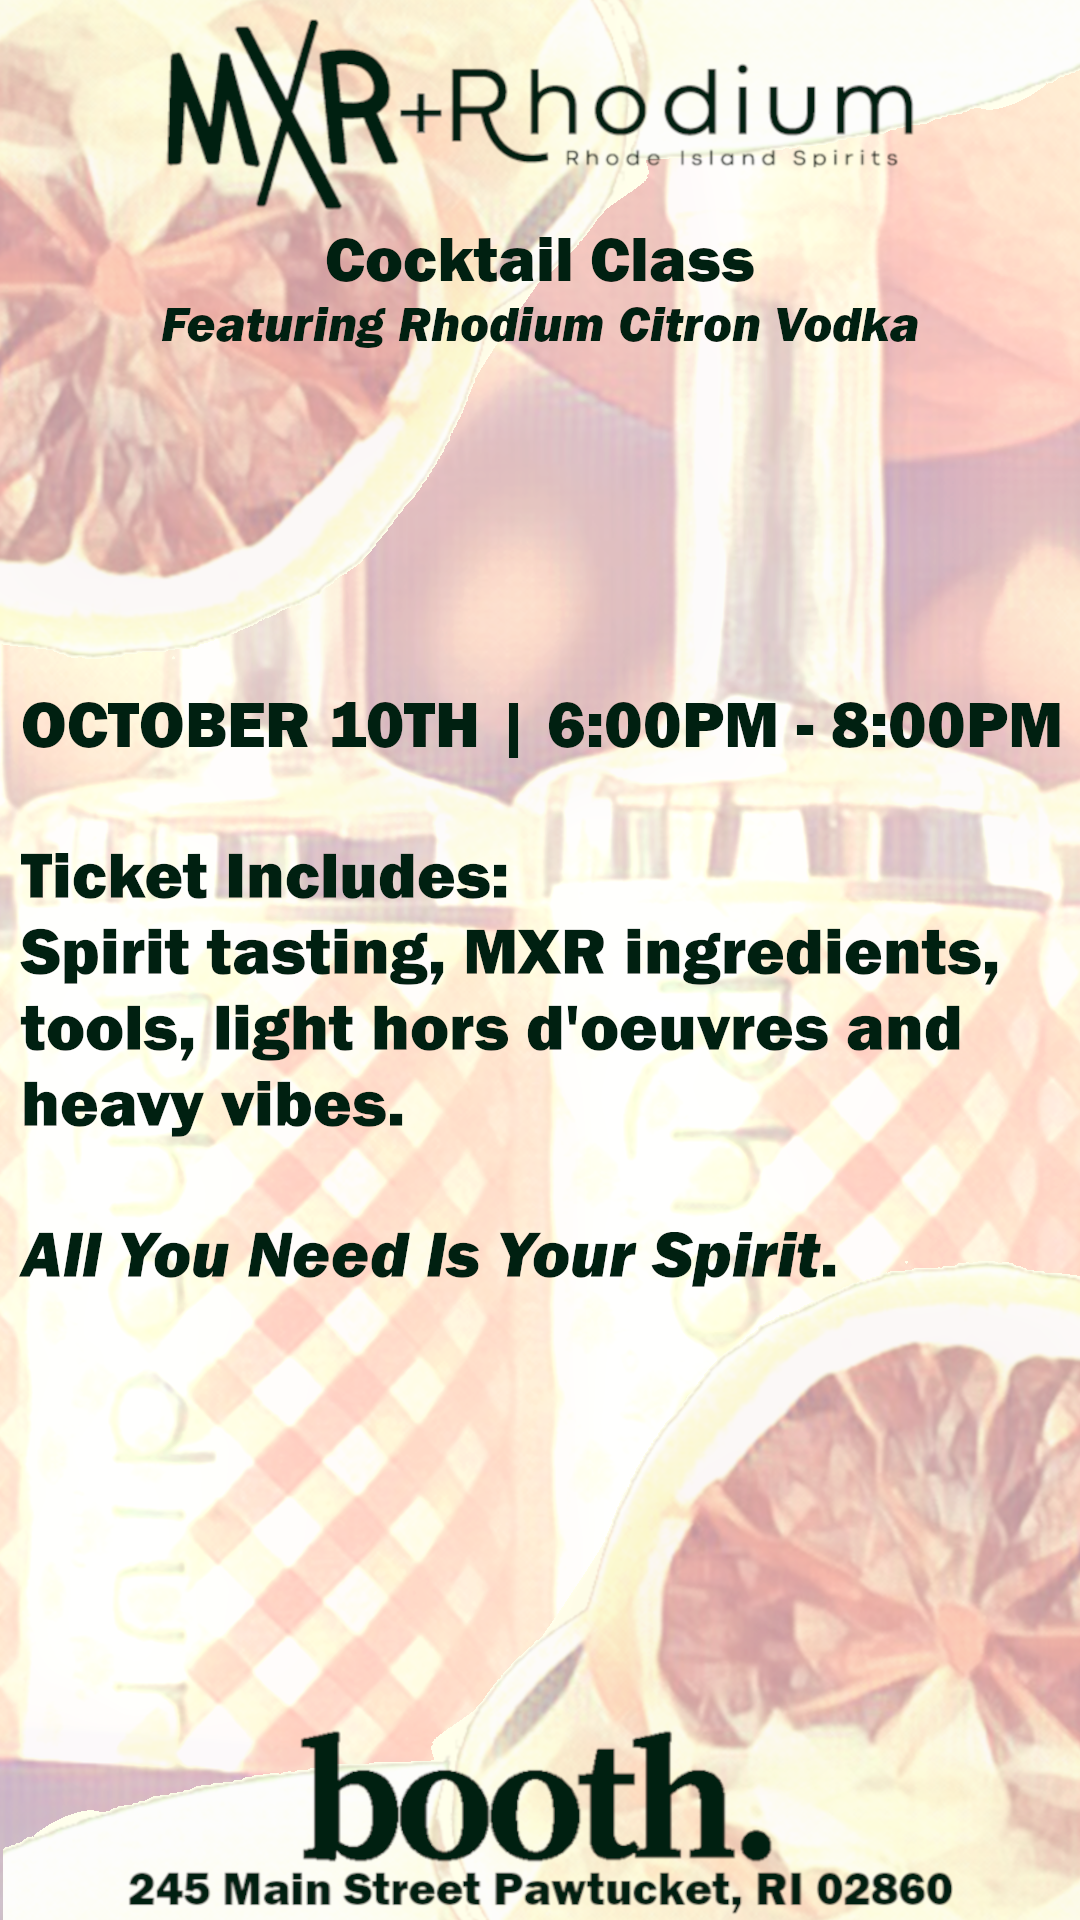 MXR+Rhodium
Rhode Island Spirits
Cocktail Class
Featuring Rhodium Citron Vodka
OCTOBER 10TH | 6:00PM - 8:00PM
Ticket Includes:
Spirit tasting, MXR ingredients,
tools, light hors d'oeuvres and
heavy vibes.
All You Need Is Your Spirit.
booth.
245 Main Street Pawtucket, RI 02860